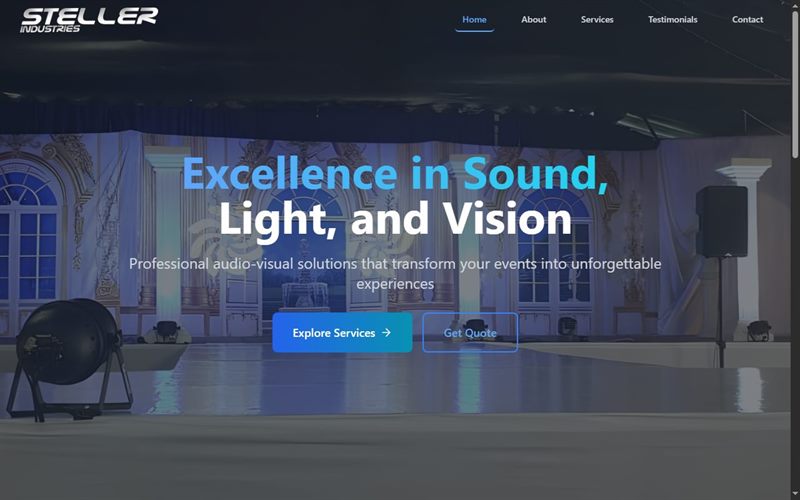 STELLER
INDUSTRIES
Home
About
Services
Testimonials
Contact
Excellence in Sound,
Light, and Vision
Professional audio-visual solutions that transform your events into unforgettable
experiences
Explore Services →
Get Quote